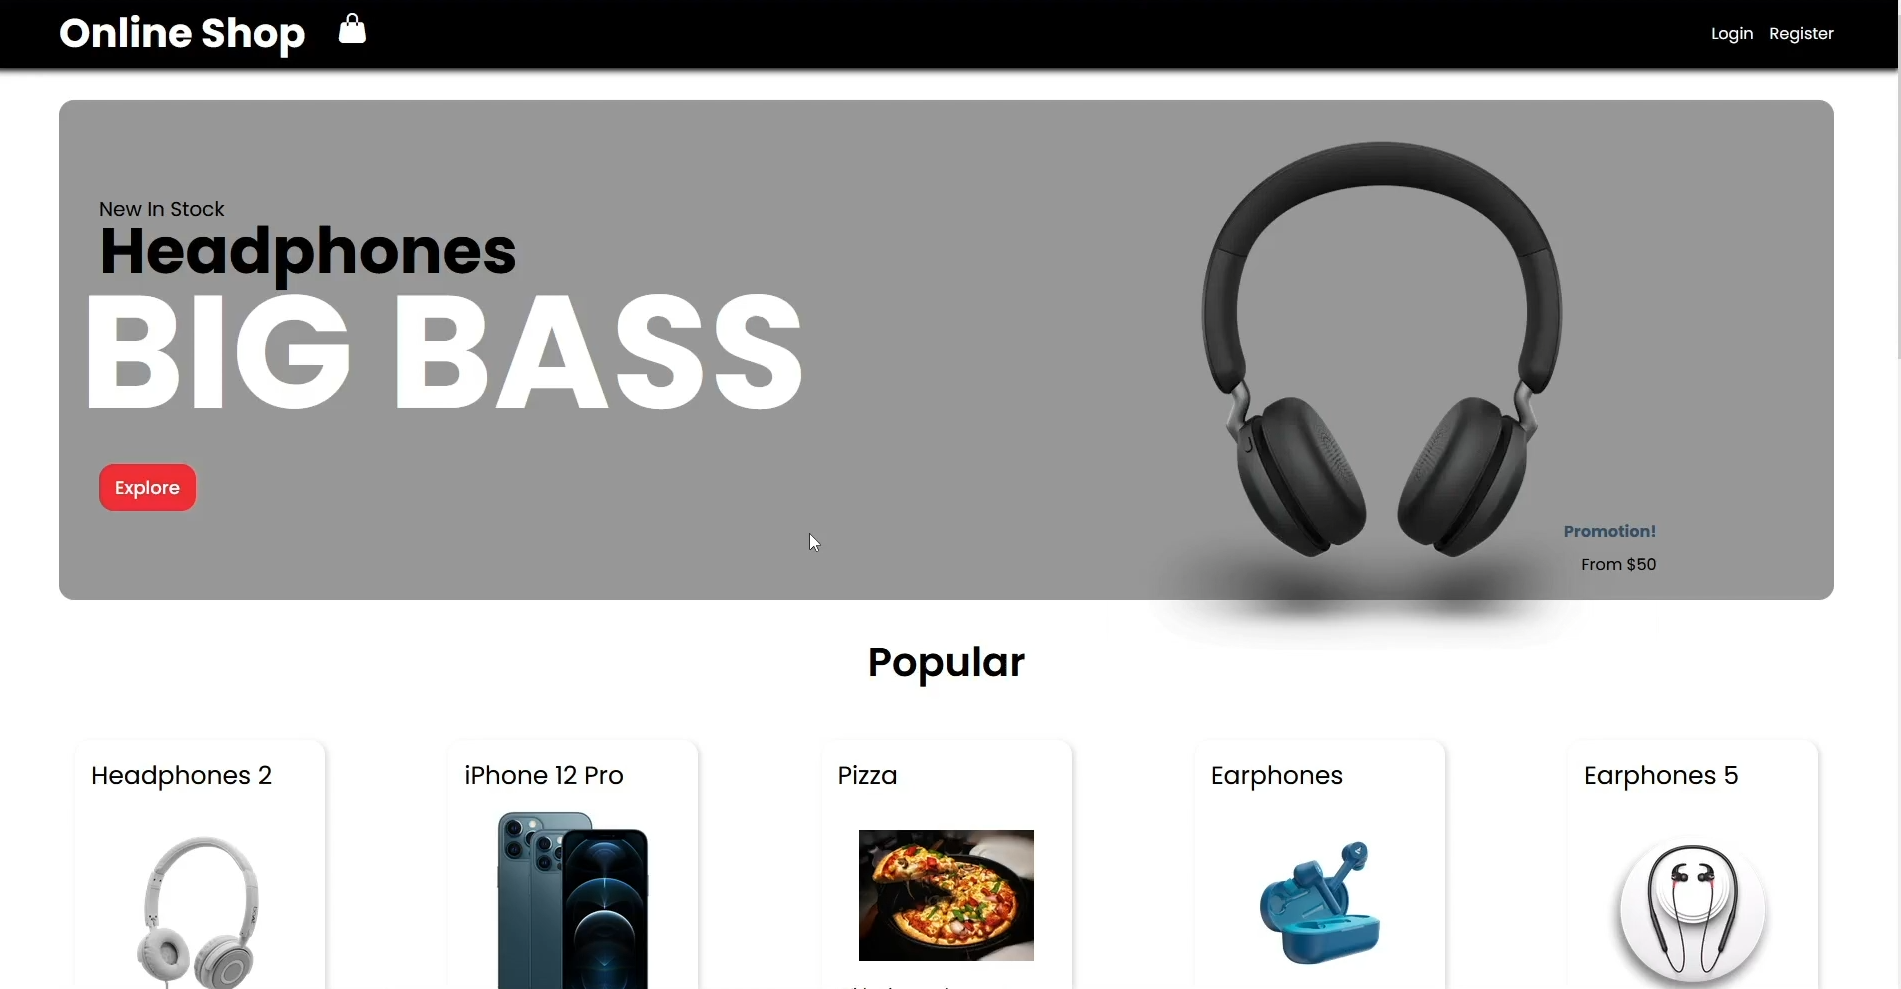 Online Shop
Login Register
New In Stock
Headphones
BIG BASS
Explore
Promotion!
From $50
Popular
Headphones 2
iPhone 12 Pro
Pizza
Earphones
Earphones 5